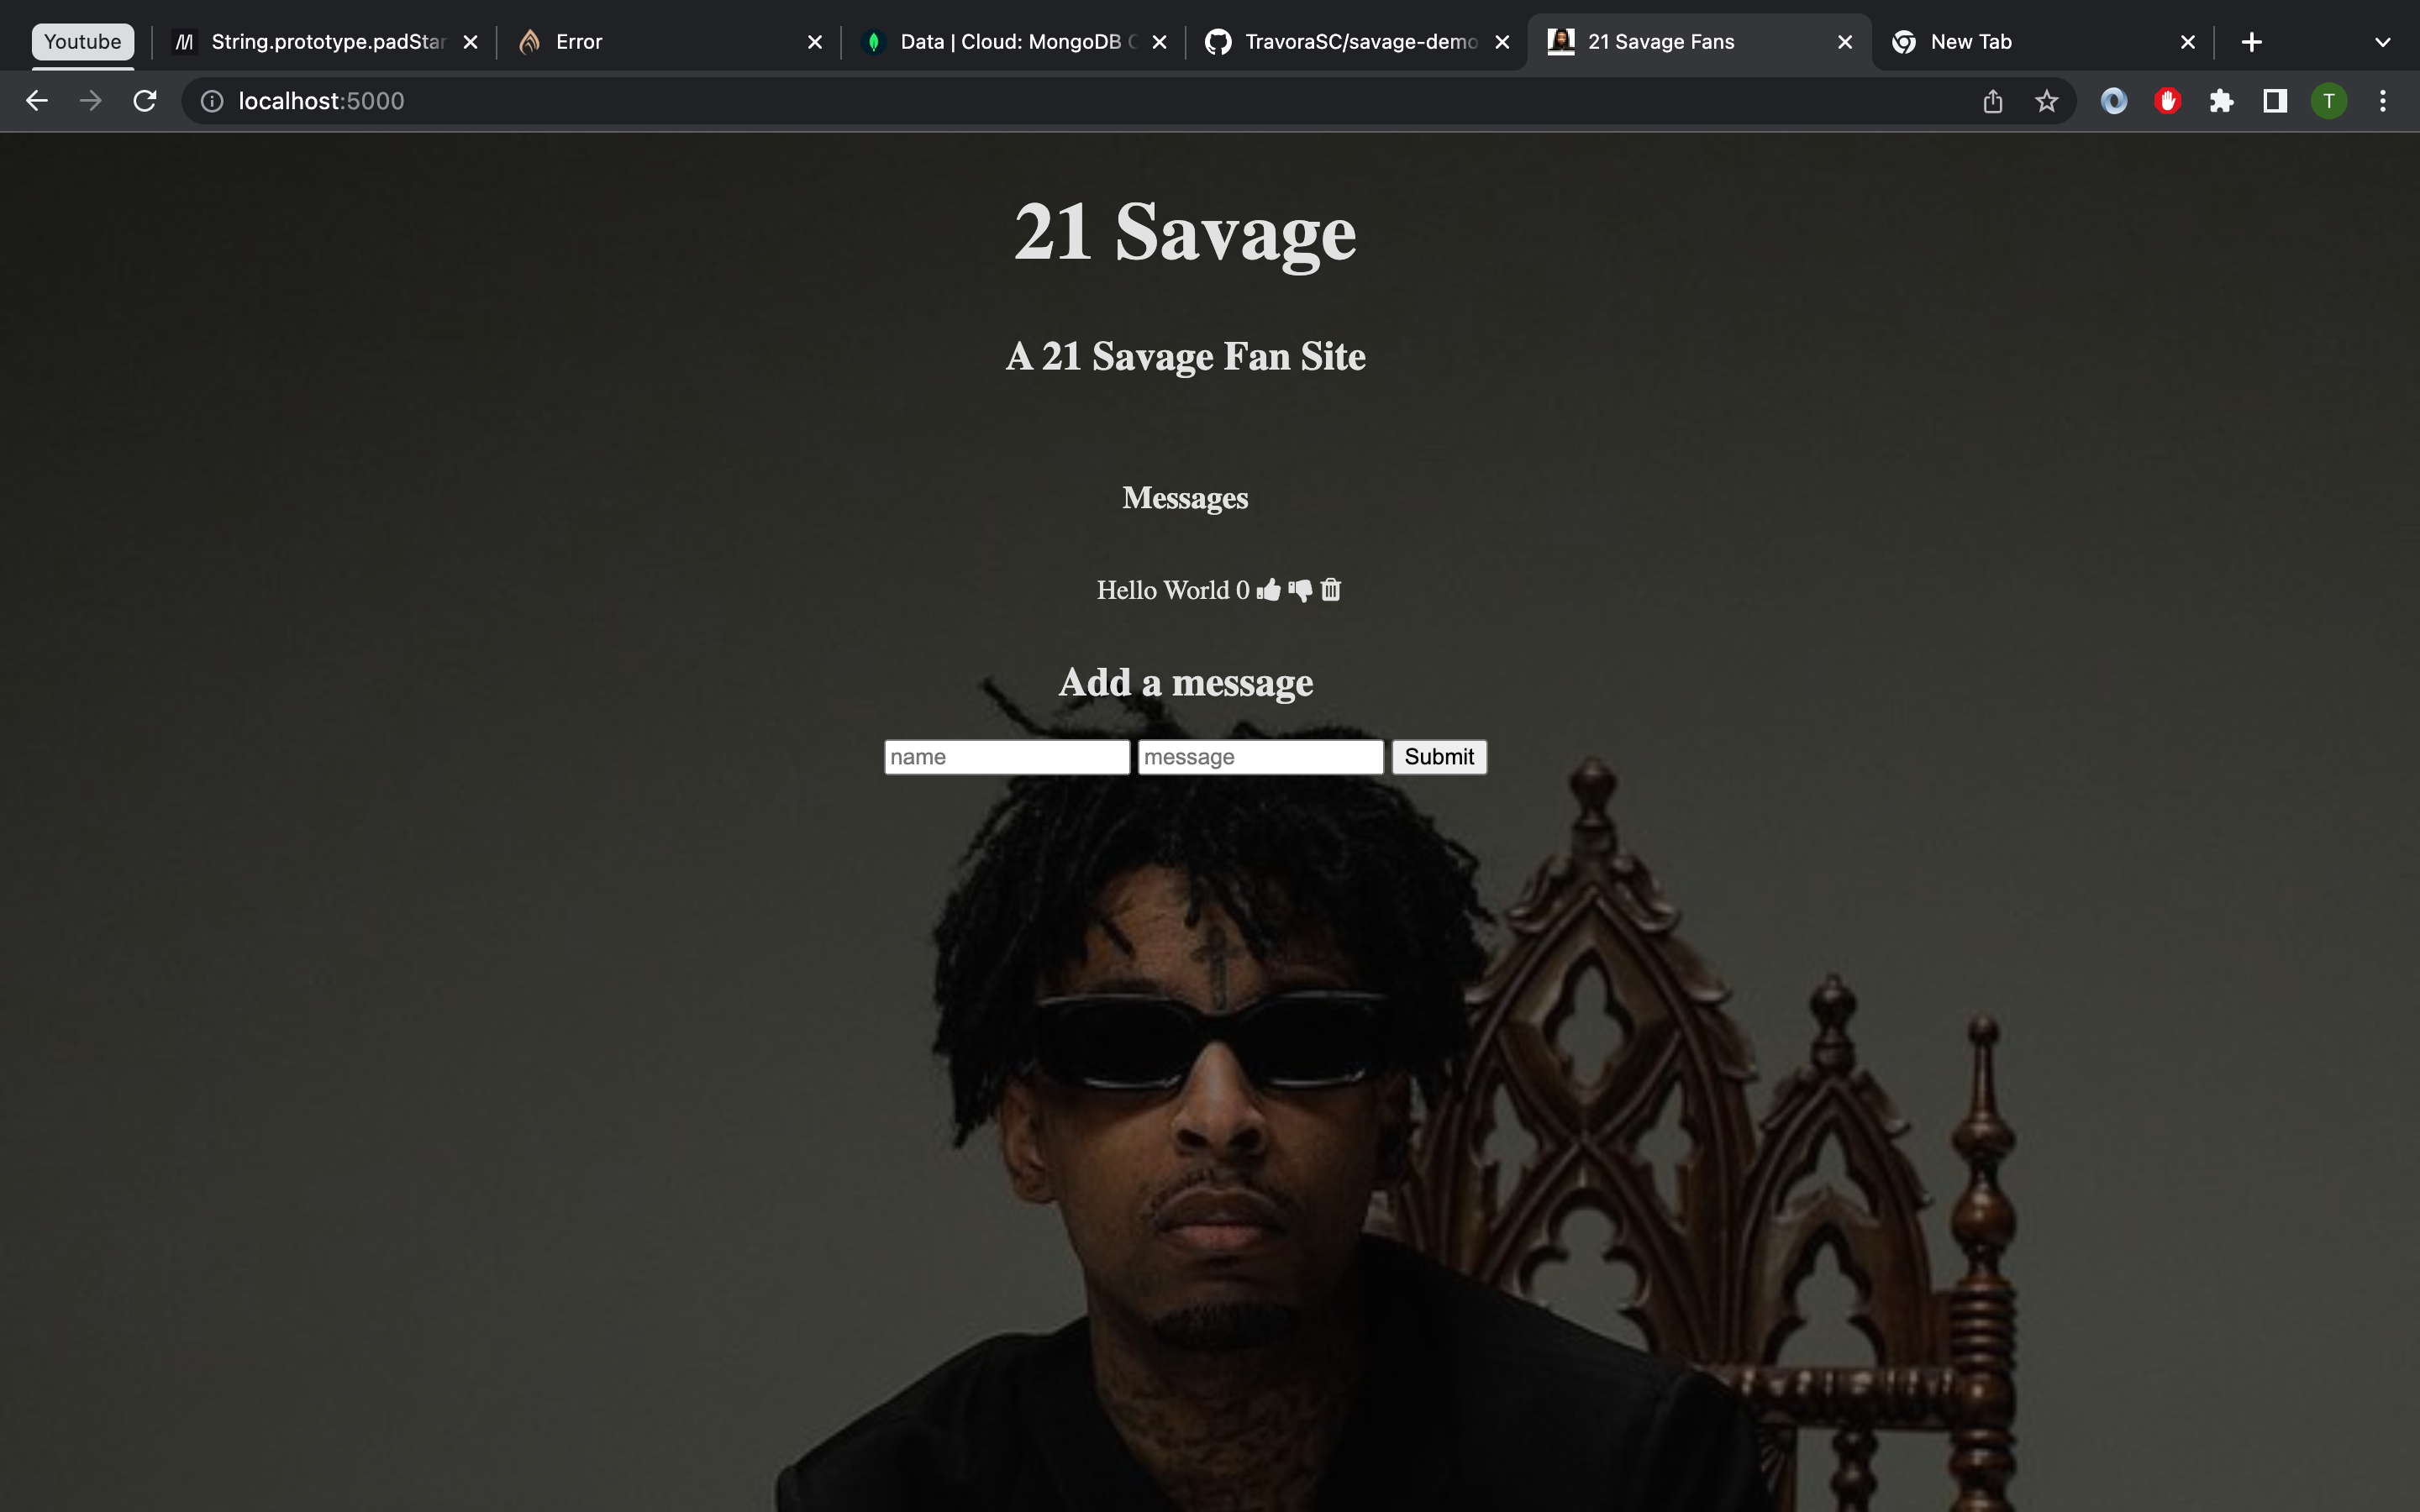 Youtube
String.prototype.padStar
Error
Data | Cloud: MongoDB C
TravoraSC/savage-demo
21 Savage Fans
New Tab
localhost:5000
T
21 Savage
A 21 Savage Fan Site
Messages
Hello World 0
Add a message
name message Submit